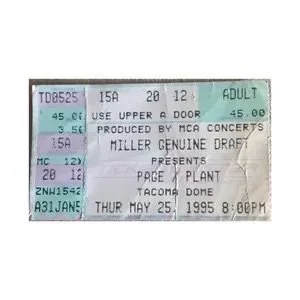 TD0525 15A 20 12 ADULT
45.00 USE UPPER A DOOR 45.00
3.50 PRODUCED BY MCA CONCERTS
15A MILLER GENUINE DRAFT
MC 12X PRESENTS
20 12 PAGE / PLANT
ZNW1542 TACOMA DOME
A31JAN5 THUR MAY 25, 1995 8:00PM